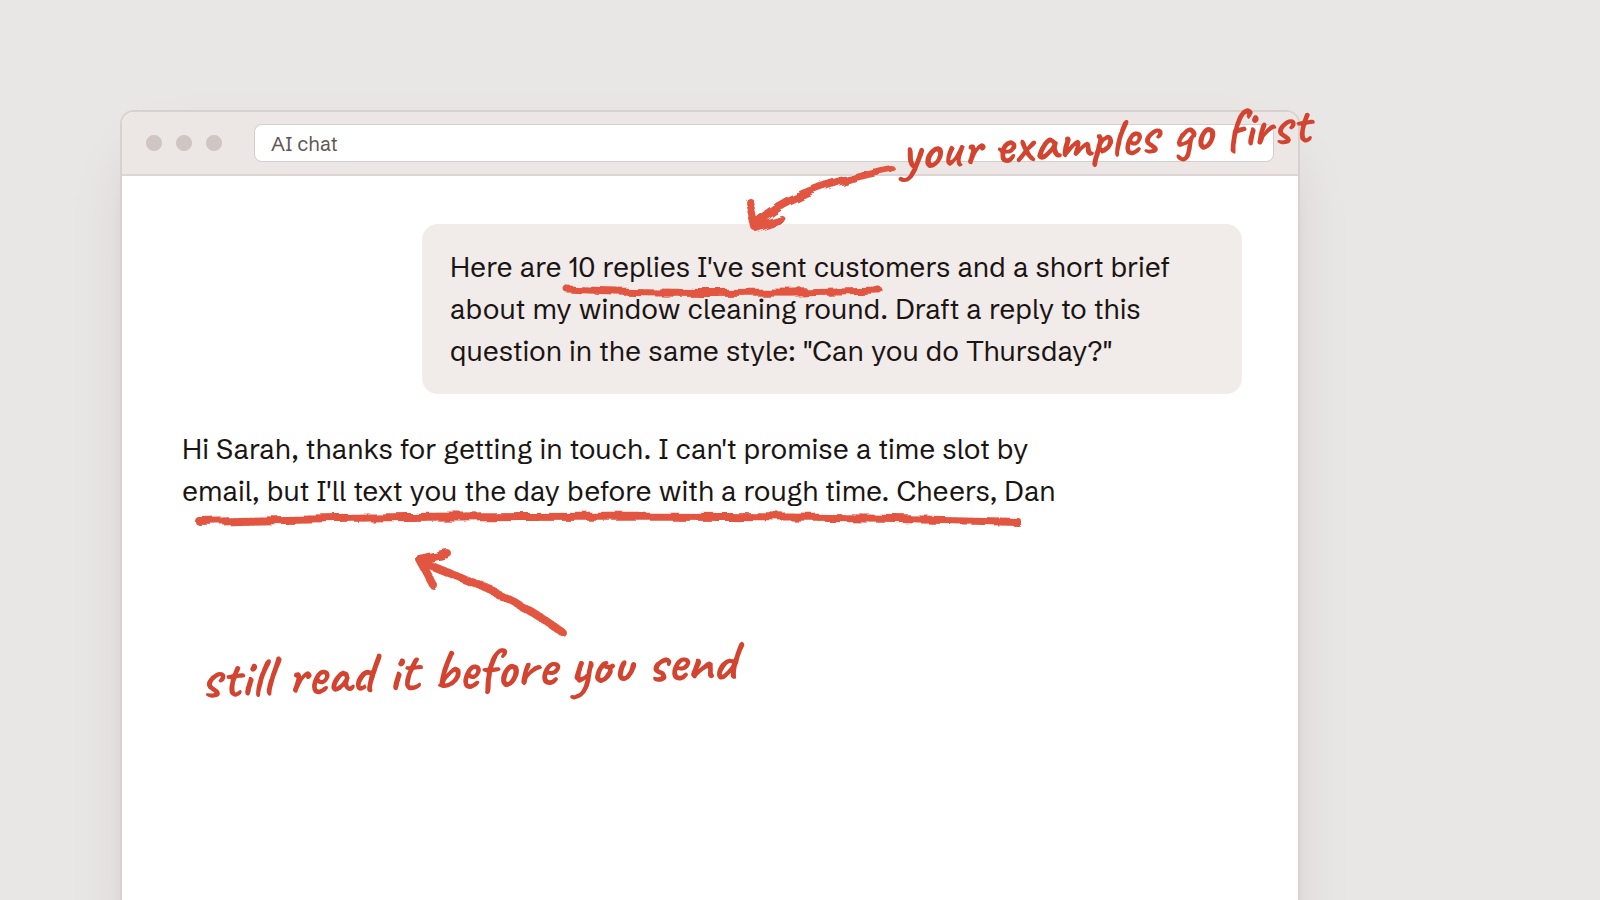 AI chat
your examples go first
Here are 10 replies I've sent customers and a short brief
about my window cleaning round. Draft a reply to this
question in the same style: "Can you do Thursday?"
Hi Sarah, thanks for getting in touch. I can't promise a time slot by
email, but I'll text you the day before with a rough time. Cheers, Dan
still read it before you send